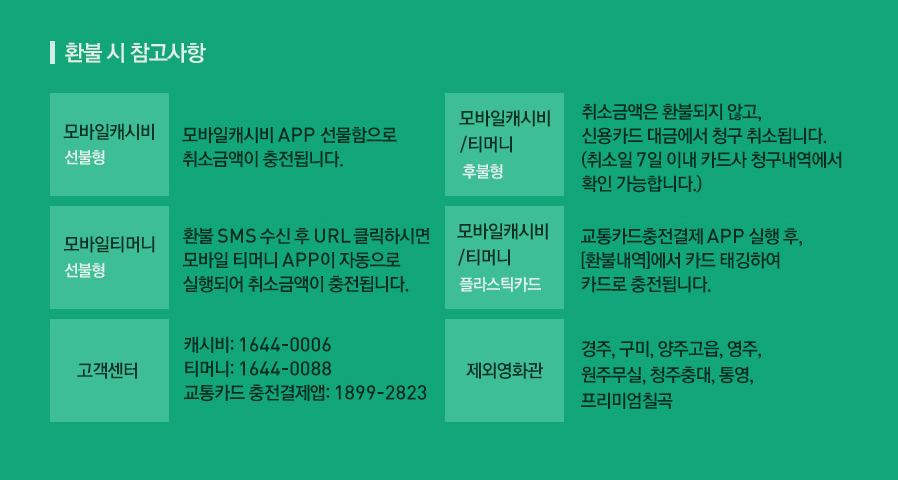 환불 시 참고사항
모바일캐시비
선불형
모바일캐시비 APP 선물함으로
취소금액이 충전됩니다.
모바일캐시비
/티머니
후불형
취소금액은 환불되지 않고,
신용카드 대금에서 청구 취소됩니다.
(취소일 7일 이내 카드사 청구내역에서
확인 가능합니다.)
모바일티머니
선불형
환불 SMS 수신 후 URL 클릭하시면
모바일 티머니 APP이 자동으로
실행되어 취소금액이 충전됩니다.
모바일캐시비
/티머니
플라스틱카드
교통카드충전결제 APP 실행 후,
[환불내역]에서 카드 태깅하여
카드로 충전됩니다.
고객센터
캐시비: 1644-0006
티머니: 1644-0088
교통카드 충전결제앱: 1899-2823
제외영화관
경주, 구미, 양주고읍, 영주,
원주무실, 청주충대, 통영,
프리미엄칠곡